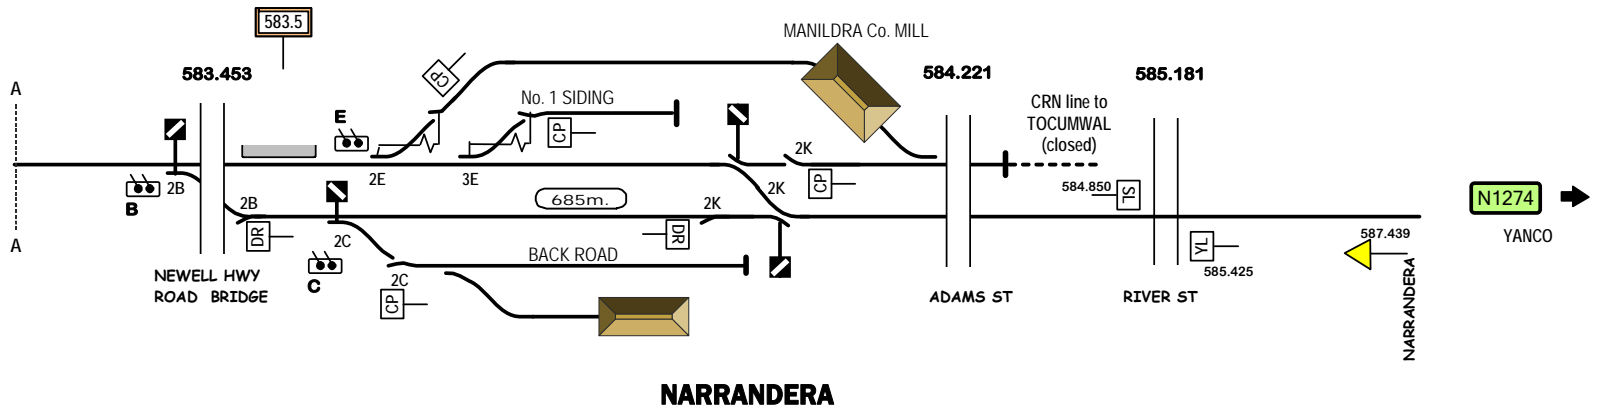 583.5
MANILDRA Co. MILL
583.453
584.221
585.181
A
CP
No. 1 SIDING
CRN line to
TOCUMWAL
(closed)
E
CP
2K
2E
3E
CP
2K
584.850
SL
B
2B
2B
685m.
2K
N1274
DR
2C
DR
YL
587.439
YANCO
A
BACK ROAD
585.425
NEWELL HWY
ROAD BRIDGE
C
2C
CP
ADAMS ST
RIVER ST
NARRANDERA
NARRANDERA